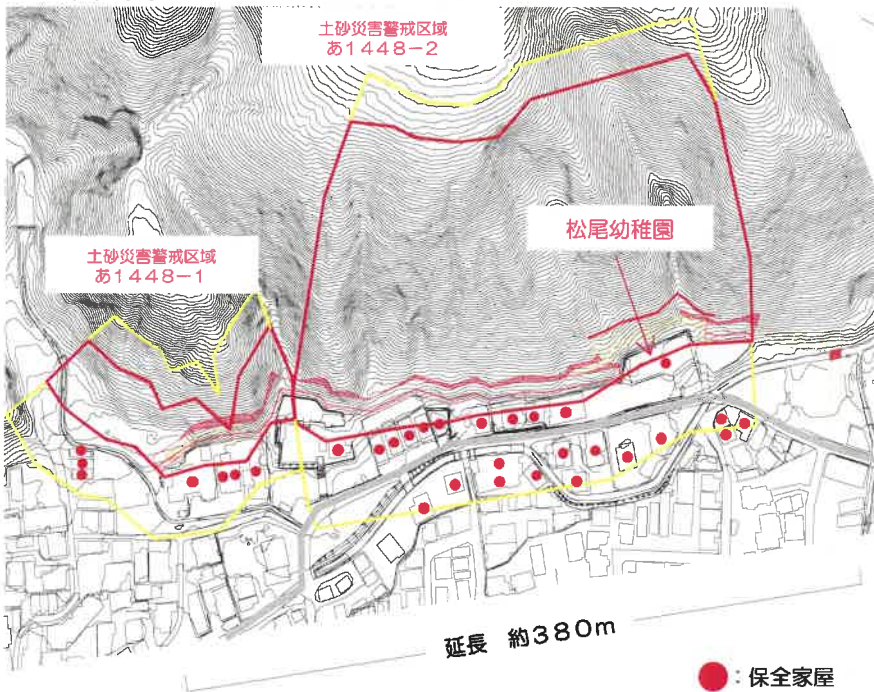 土砂災害警戒区域
あ1448－2
松尾幼稚園
土砂災害警戒区域
あ1448－1
延長 約380m
：保全家屋